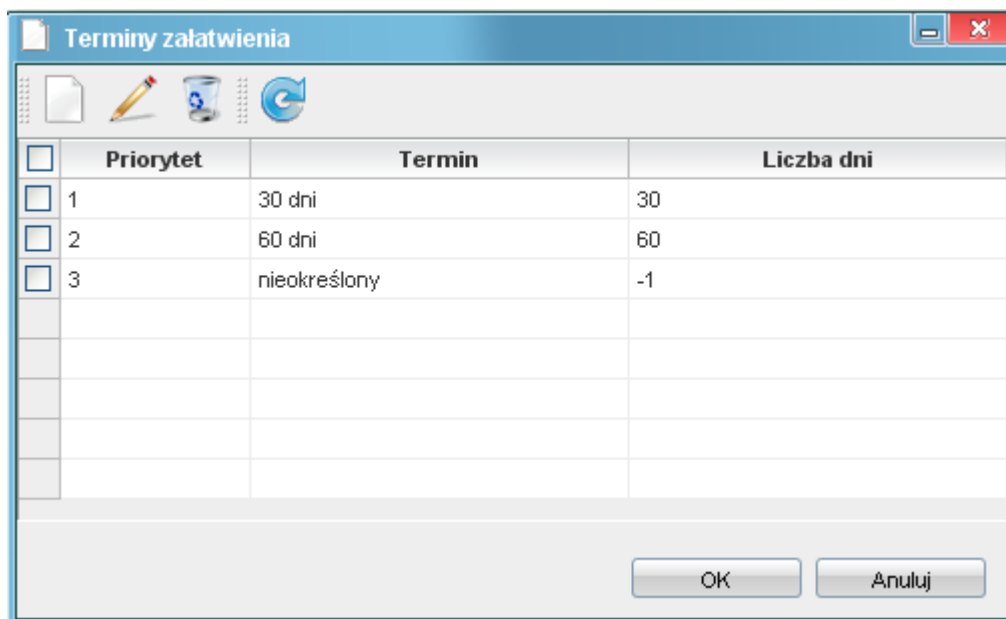 Terminy załatwienia
Priorytet Termin Liczba dni
1 30 dni 30
2 60 dni 60
3 nieokreślony -1
OK Anuluj